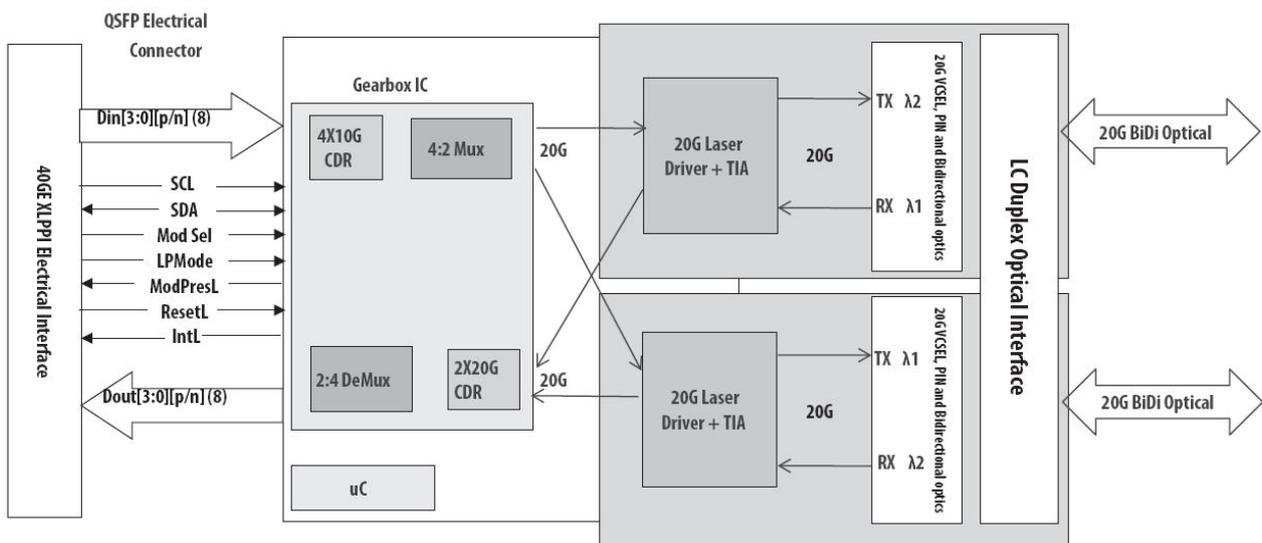 QSFP Electrical
Connector
40GE XLPPI Electrical Interface
Din[3:0][p/n] (8)
SCL
SDA
Mod Sel
LPMode
ModPresL
ResetL
IntL
Dout[3:0][p/n] (8)
Gearbox IC
4X10G
CDR
4:2 Mux
2:4 DeMux
2X20G
CDR
uC
20G
20G
20G Laser
Driver + TIA
20G
TX λ2
RX λ1
20G VCSEL, PIN and Bidirectional optics
20G Laser
Driver + TIA
20G
TX λ1
RX λ2
20G VCSEL, PIN and Bidirectional optics
LC Duplex Optical Interface
20G BiDi Optical
20G BiDi Optical